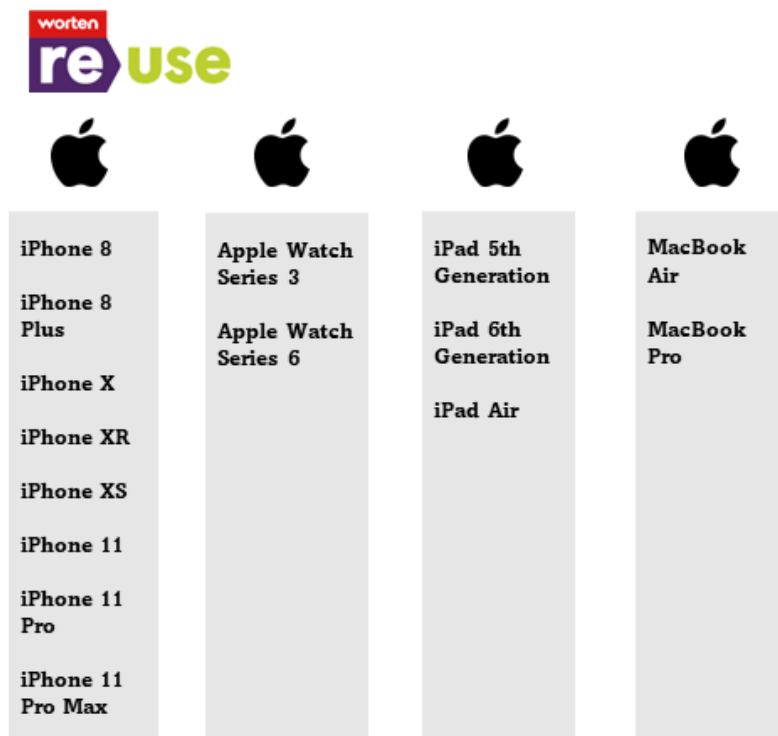 worten
re use
iPhone 8
iPhone 8
Plus
iPhone X
iPhone XR
iPhone XS
iPhone 11
iPhone 11
Pro
iPhone 11
Pro Max
Apple Watch
Series 3
Apple Watch
Series 6
iPad 5th
Generation
iPad 6th
Generation
iPad Air
MacBook
Air
MacBook
Pro